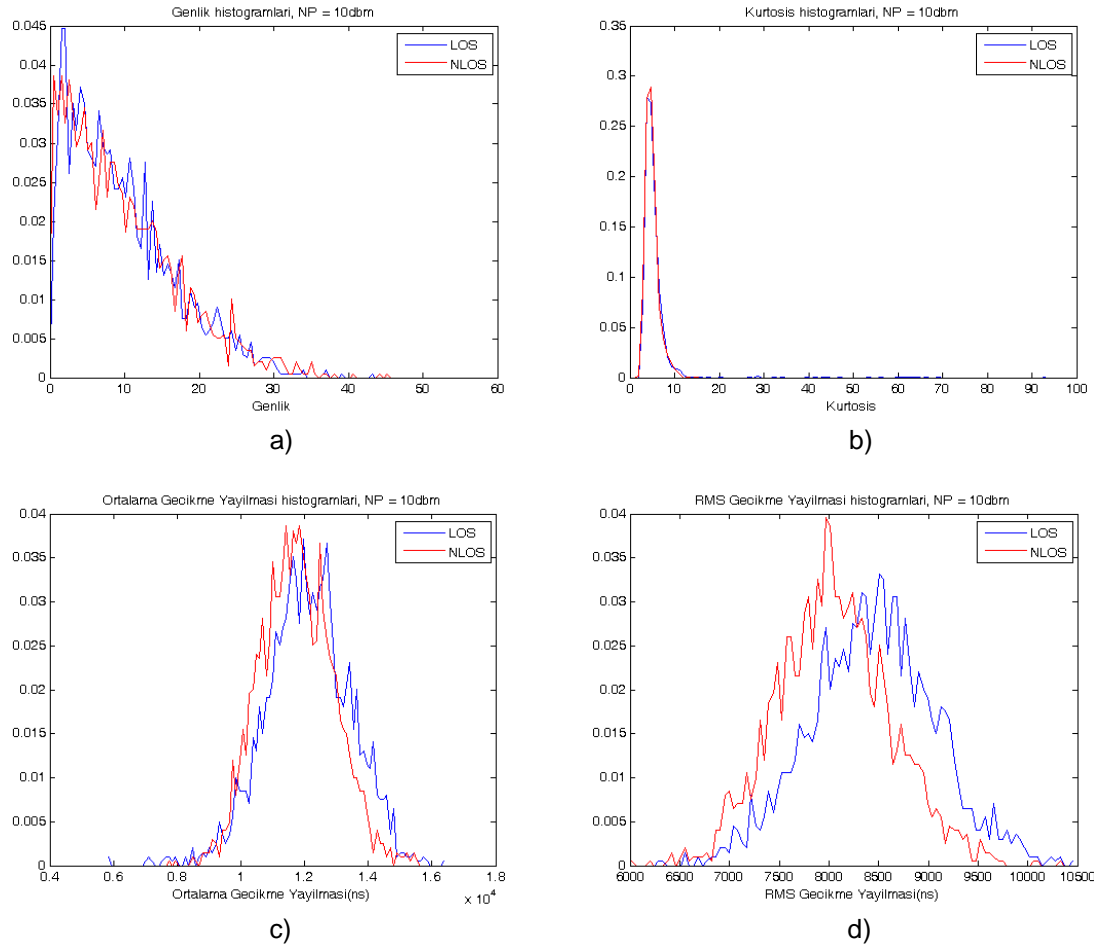 Genlik histogramlari, NP = 10dbm
0.045
0.04
0.035
0.03
0.025
0.02
0.015
0.01
0.005
0
LOS
NLOS
0 10 20 30 40 50 60
Genlik
a)
Kurtosis histogramlari, NP = 10dbm
0.35
0.3
0.25
0.2
0.15
0.1
0.05
0
LOS
NLOS
0 10 20 30 40 50 60 70 80 90 100
Kurtosis
b)
Ortalama Gecikme Yayilmasi histogramlari, NP = 10dbm
0.04
0.035
0.03
0.025
0.02
0.015
0.01
0.005
0
LOS
NLOS
0.4 0.6 0.8 1 1.2 1.4 1.6 1.8
Ortalama Gecikme Yayilmasi(ns)
x 10^4
c)
RMS Gecikme Yayilmasi histogramlari, NP = 10dbm
0.04
0.035
0.03
0.025
0.02
0.015
0.01
0.005
0
LOS
NLOS
6000 6500 7000 7500 8000 8500 9000 9500 10000 10500
RMS Gecikme Yayilmasi(ns)
d)